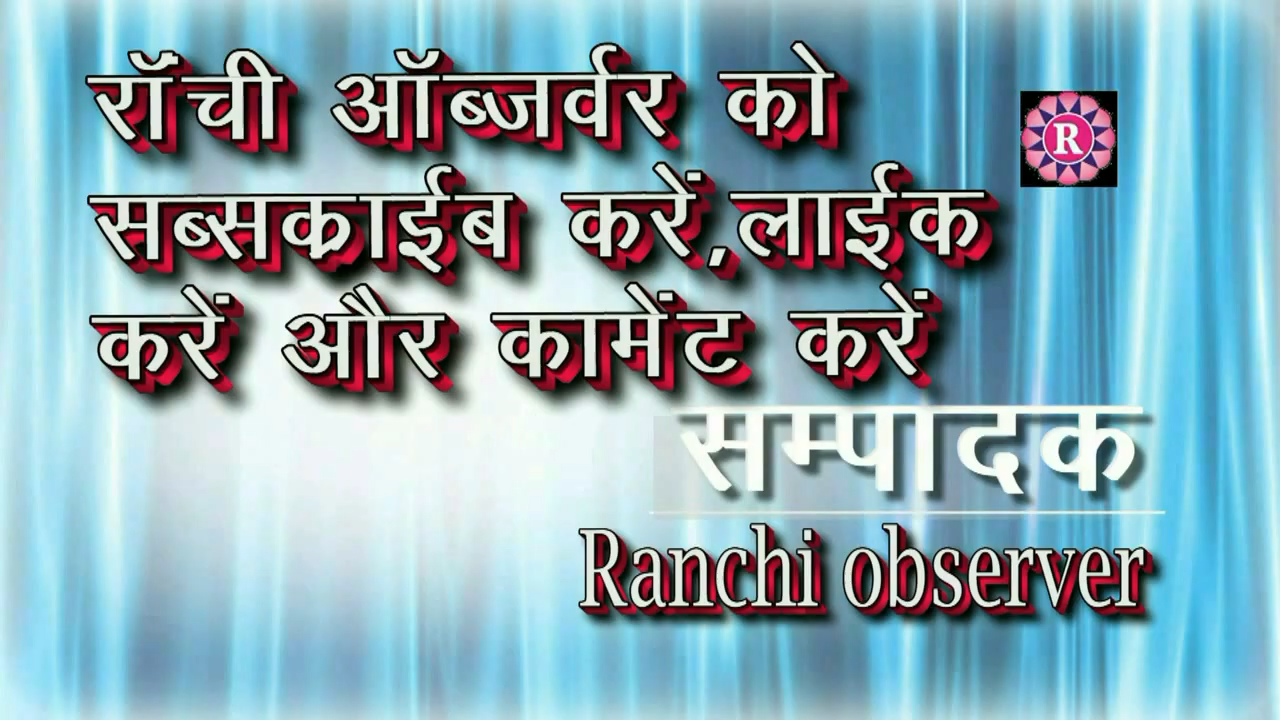 रॉंची ऑब्जर्वर को
सब्सक्राईब करें,लाईक
करें और कामेंट करें
सम्पादक
Ranchi observer
R